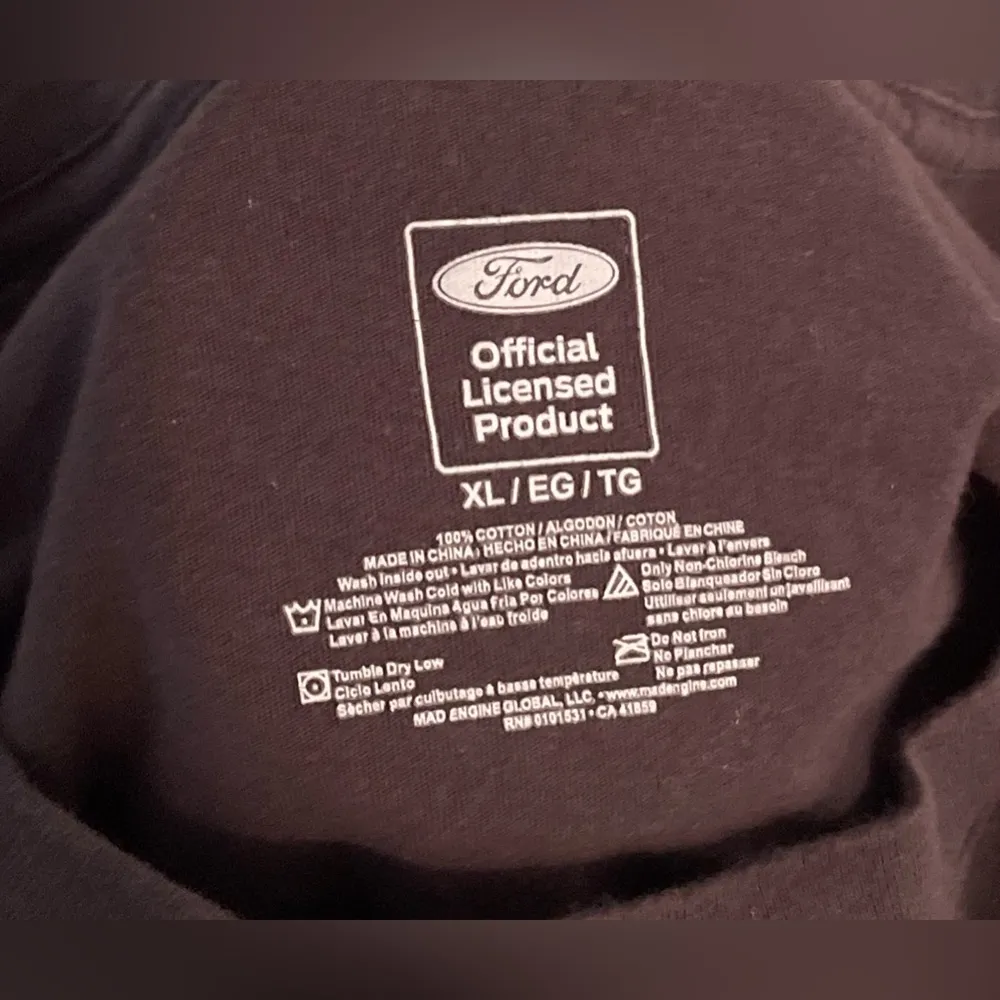 Ford
Official
Licensed
Product
XL / EG / TG
100% COTTON / ALGODON / COTON
MADE IN CHINA / HECHO EN CHINA / FABRIQUÉ EN CHINE
Wash Inside out • Lavar de adentro hacia afuera • Laver à l'envers
Machine Wash Cold with Like Colors
Lavar En Maquina Agua Fria Por Colores
Laver à la machine à l'eau froide
Only Non-Chlorine Bleach
Solo Blanqueador Sin Cloro
Utiliser seulement un javellisant
sans chlore au besoin
Tumble Dry Low
Ciclo Lento
Sècher par culbutage à basse température
Do Not Iron
No Planchar
Ne pas repasser
MAD ENGINE GLOBAL, LLC. • www.madengine.com
RN# 0101531 • CA 41859